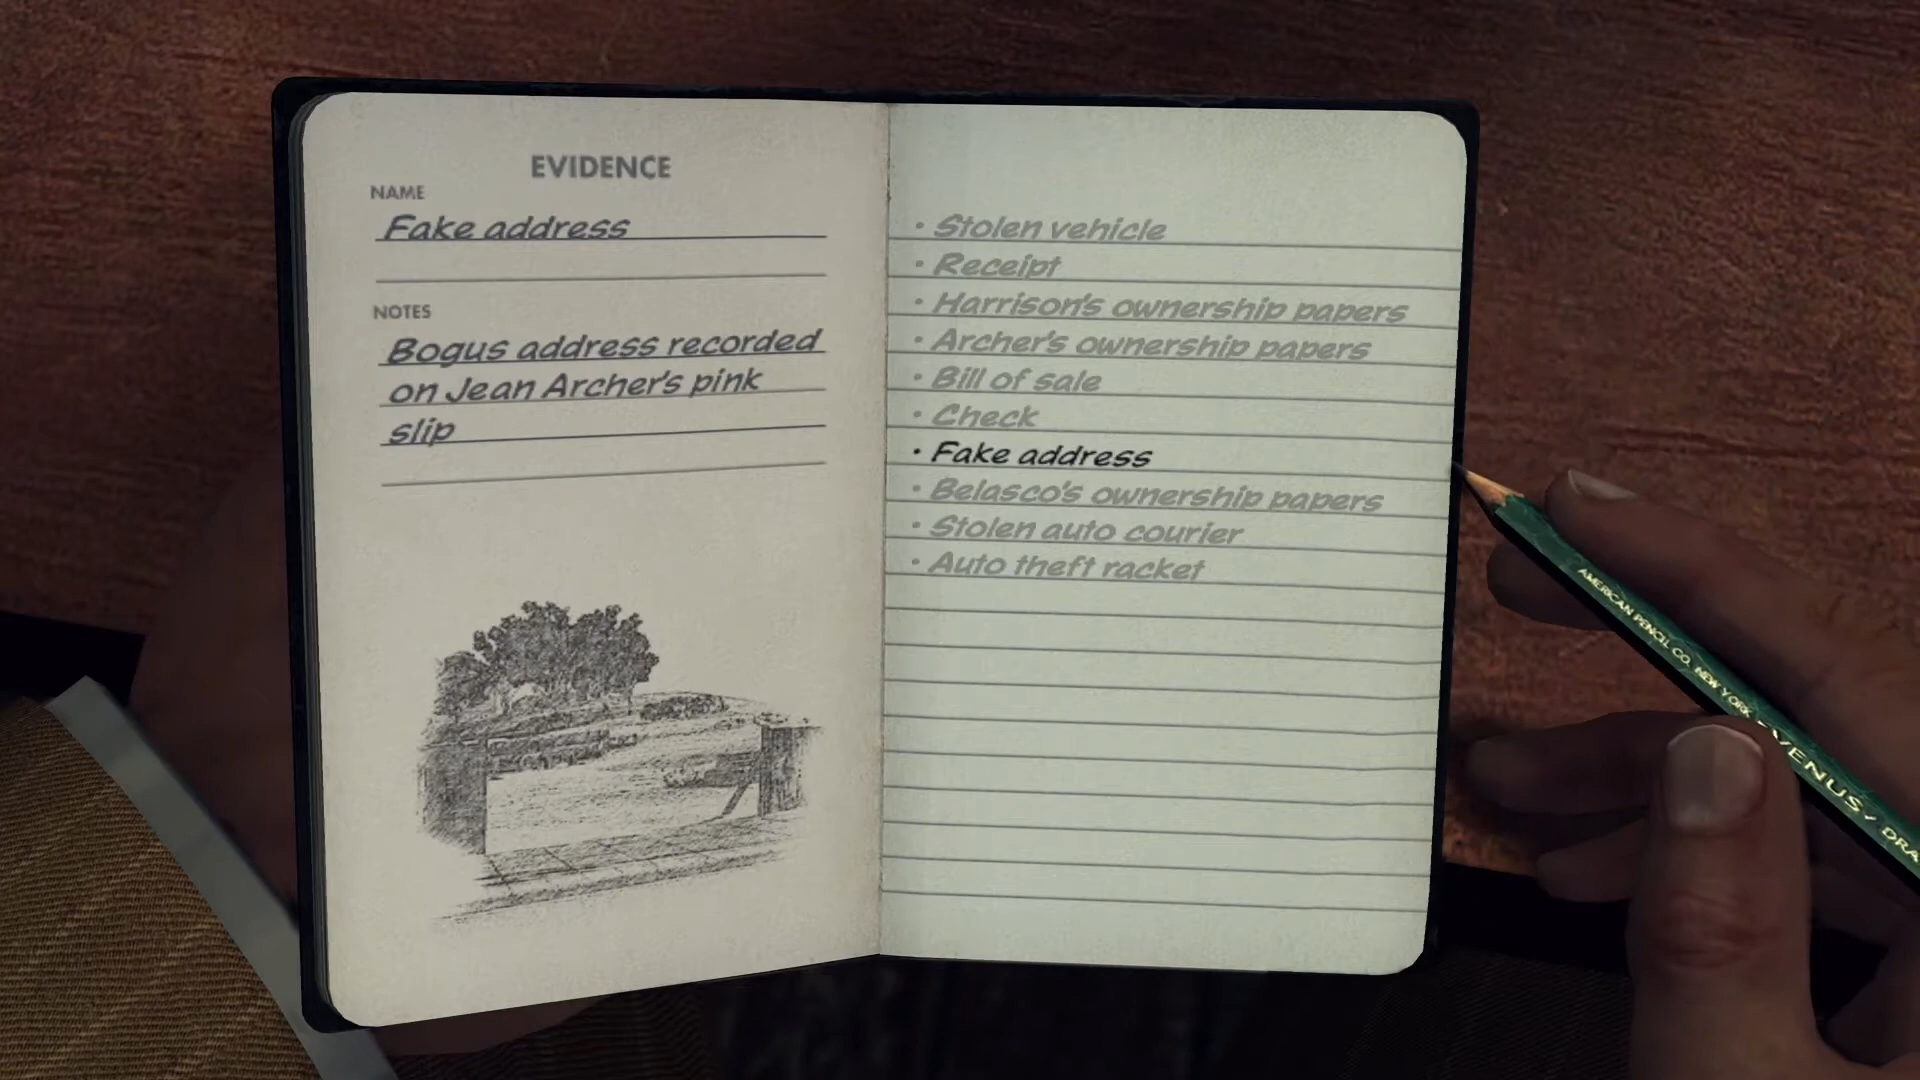 EVIDENCE
NAME
Fake address
NOTES
Bogus address recorded
on Jean Archer's pink
slip
• Stolen vehicle
• Receipt
• Harrison's ownership papers
• Archer's ownership papers
• Bill of sale
• Check
• Fake address
• Belasco's ownership papers
• Stolen auto courier
• Auto theft racket
AMERICAN PENCIL CO. NEW YORK VENUS DRA